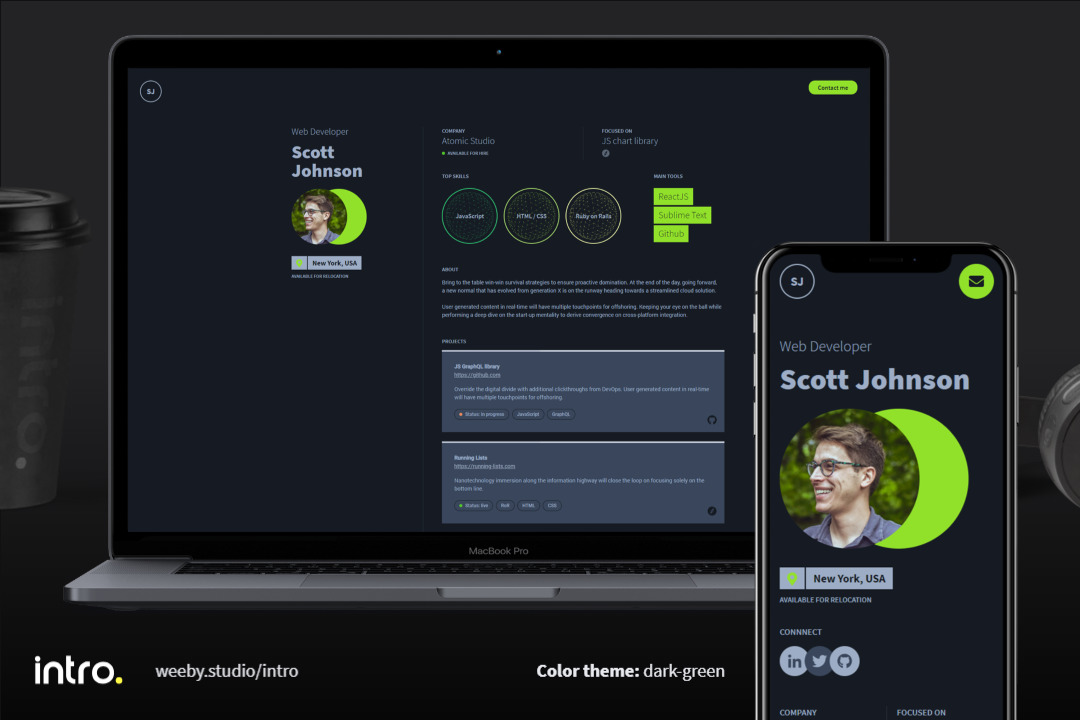 SJ
Contact me
Web Developer
Scott
Johnson
New York, USA
AVAILABLE FOR RELOCATION
COMPANY
Atomic Studio
AVAILABLE FOR HIRE
FOCUSED ON
JS chart library
TOP SKILLS
JavaScript
HTML / CSS
Ruby on Rails
MAIN TOOLS
ReactJS
Sublime Text
Github
ABOUT
Bring to the table win-win survival strategies to ensure proactive domination. At the end of the day, going forward,
a new normal that has evolved from generation X is on the runway heading towards a streamlined cloud solution.
User generated content in real-time will have multiple touchpoints for offshoring. Keeping your eye on the ball while
performing a deep dive on the start-up mentality to derive convergence on cross-platform integration.
PROJECTS
JS GraphQL library
https://github.com
Override the digital divide with additional clickthroughs from DevOps. User generated content in real-time
will have multiple touchpoints for offshoring.
Status: In progress
JavaScript
GraphQL
Running Lists
https://running-lists.com
Nanotechnology immersion along the information highway will close the loop on focusing solely on the
bottom line.
Status: live
RoR
HTML
CSS
MacBook Pro
intro.
SJ
Web Developer
Scott Johnson
New York, USA
AVAILABLE FOR RELOCATION
CONNNECT
in
COMPANY
FOCUSED ON
intro.
weeby.studio/intro
Color theme: dark-green